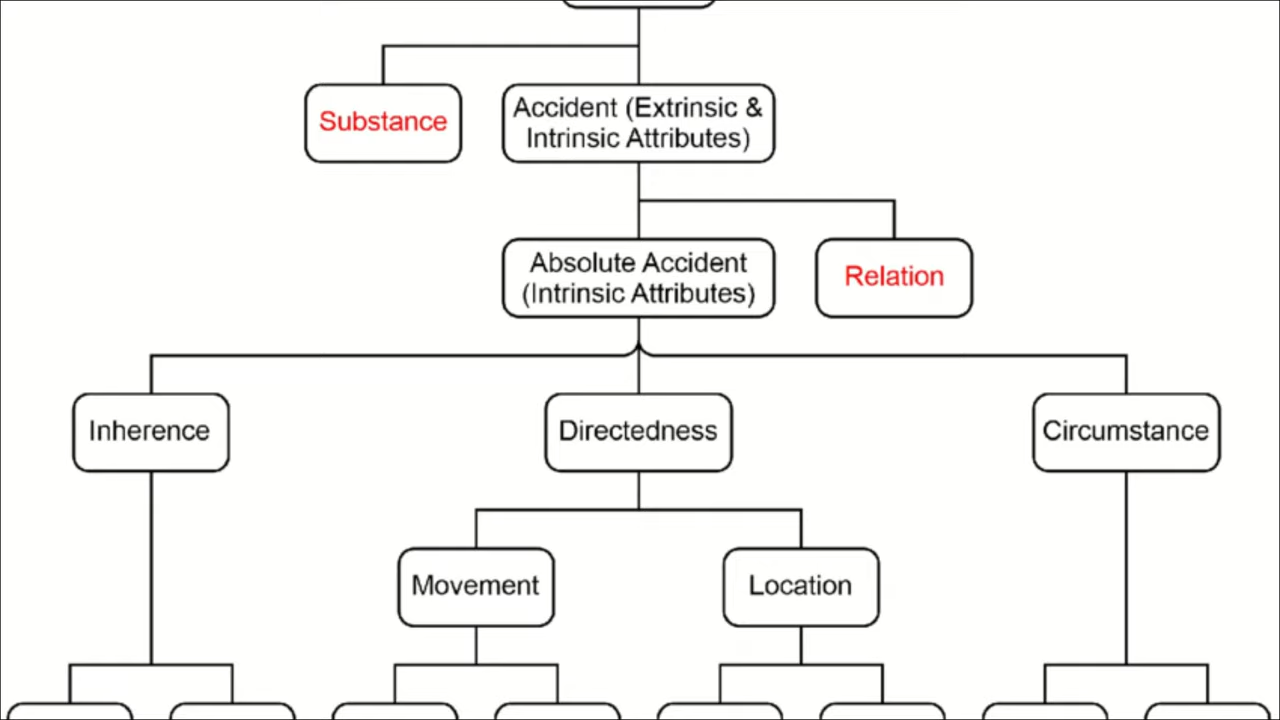 Substance
Accident (Extrinsic &
Intrinsic Attributes)
Absolute Accident
(Intrinsic Attributes)
Relation
Inherence
Directedness
Circumstance
Movement
Location